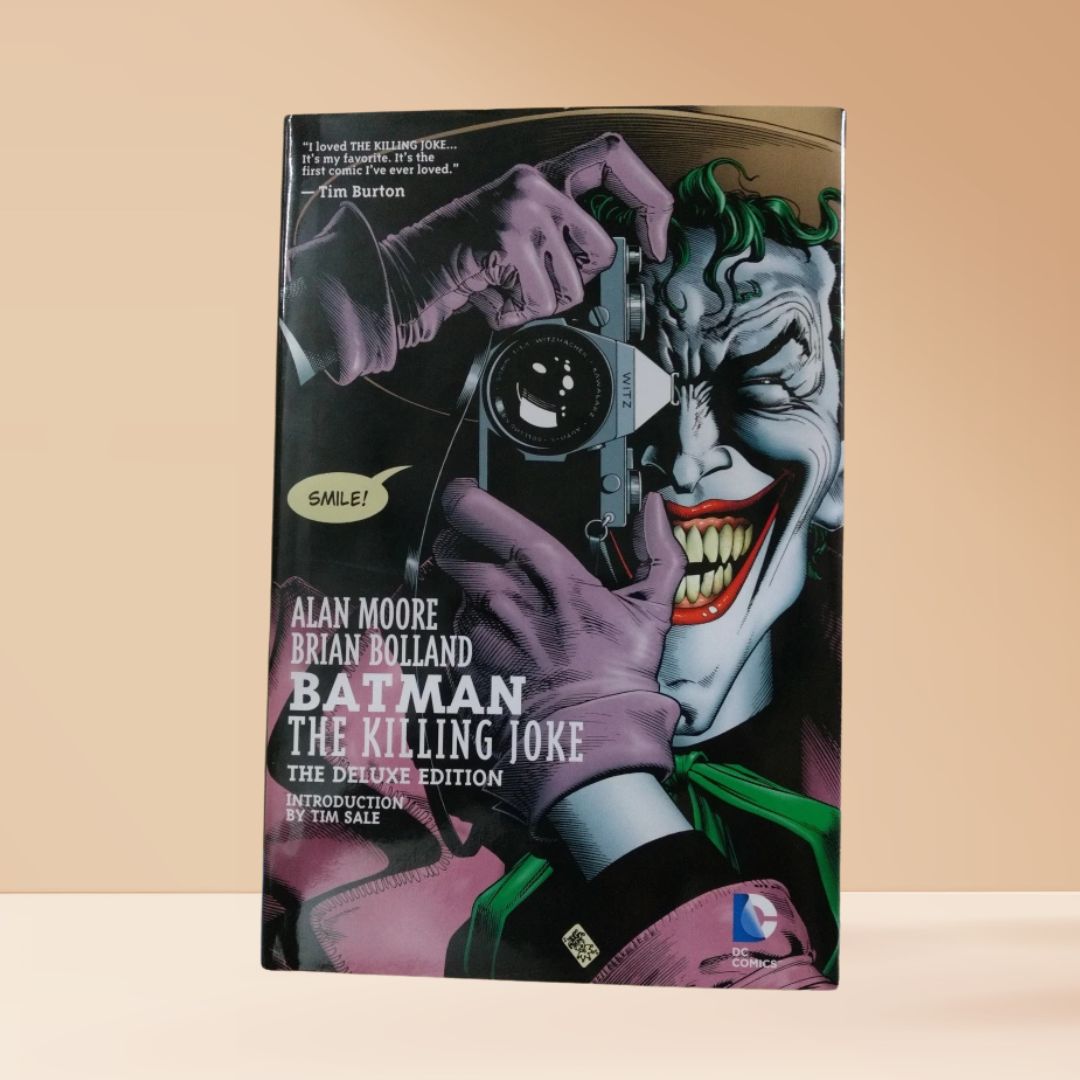 “I loved THE KILLING JOKE...
It’s my favorite. It’s the
first comic I’ve ever loved.”
— Tim Burton
WITZ
SMILE!
ALAN MOORE
BRIAN BOLLAND
BATMAN
THE KILLING JOKE
THE DELUXE EDITION
INTRODUCTION
BY TIM SALE
DC
COMICS